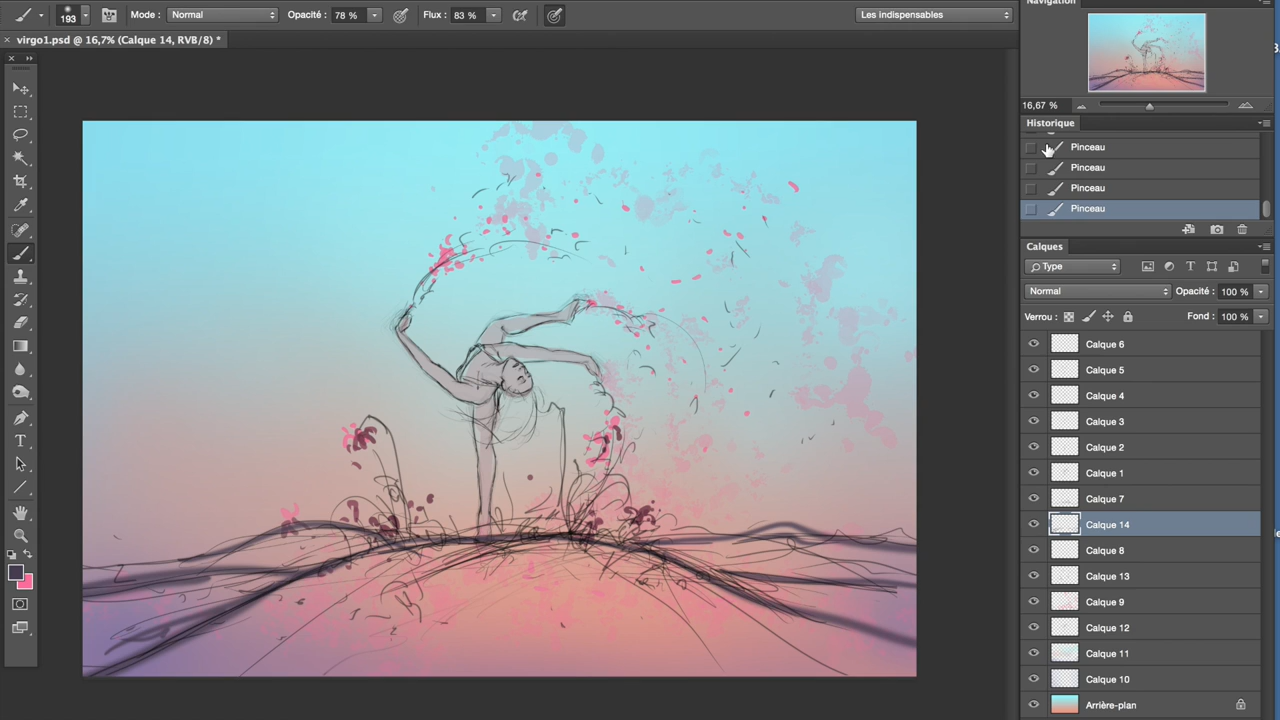 193 Mode : Normal Opacité : 78 % Flux : 83 % Les indispensables
virgo1.psd @ 16,7% (Calque 14, RVB/8) *
Navigation
16,67 %
Historique
Pinceau
Pinceau
Pinceau
Pinceau
Calques
Type
Normal Opacité : 100 %
Verrou : Fond : 100 %
Calque 6
Calque 5
Calque 4
Calque 3
Calque 2
Calque 1
Calque 7
Calque 14
Calque 8
Calque 13
Calque 9
Calque 12
Calque 11
Calque 10
Arrière-plan